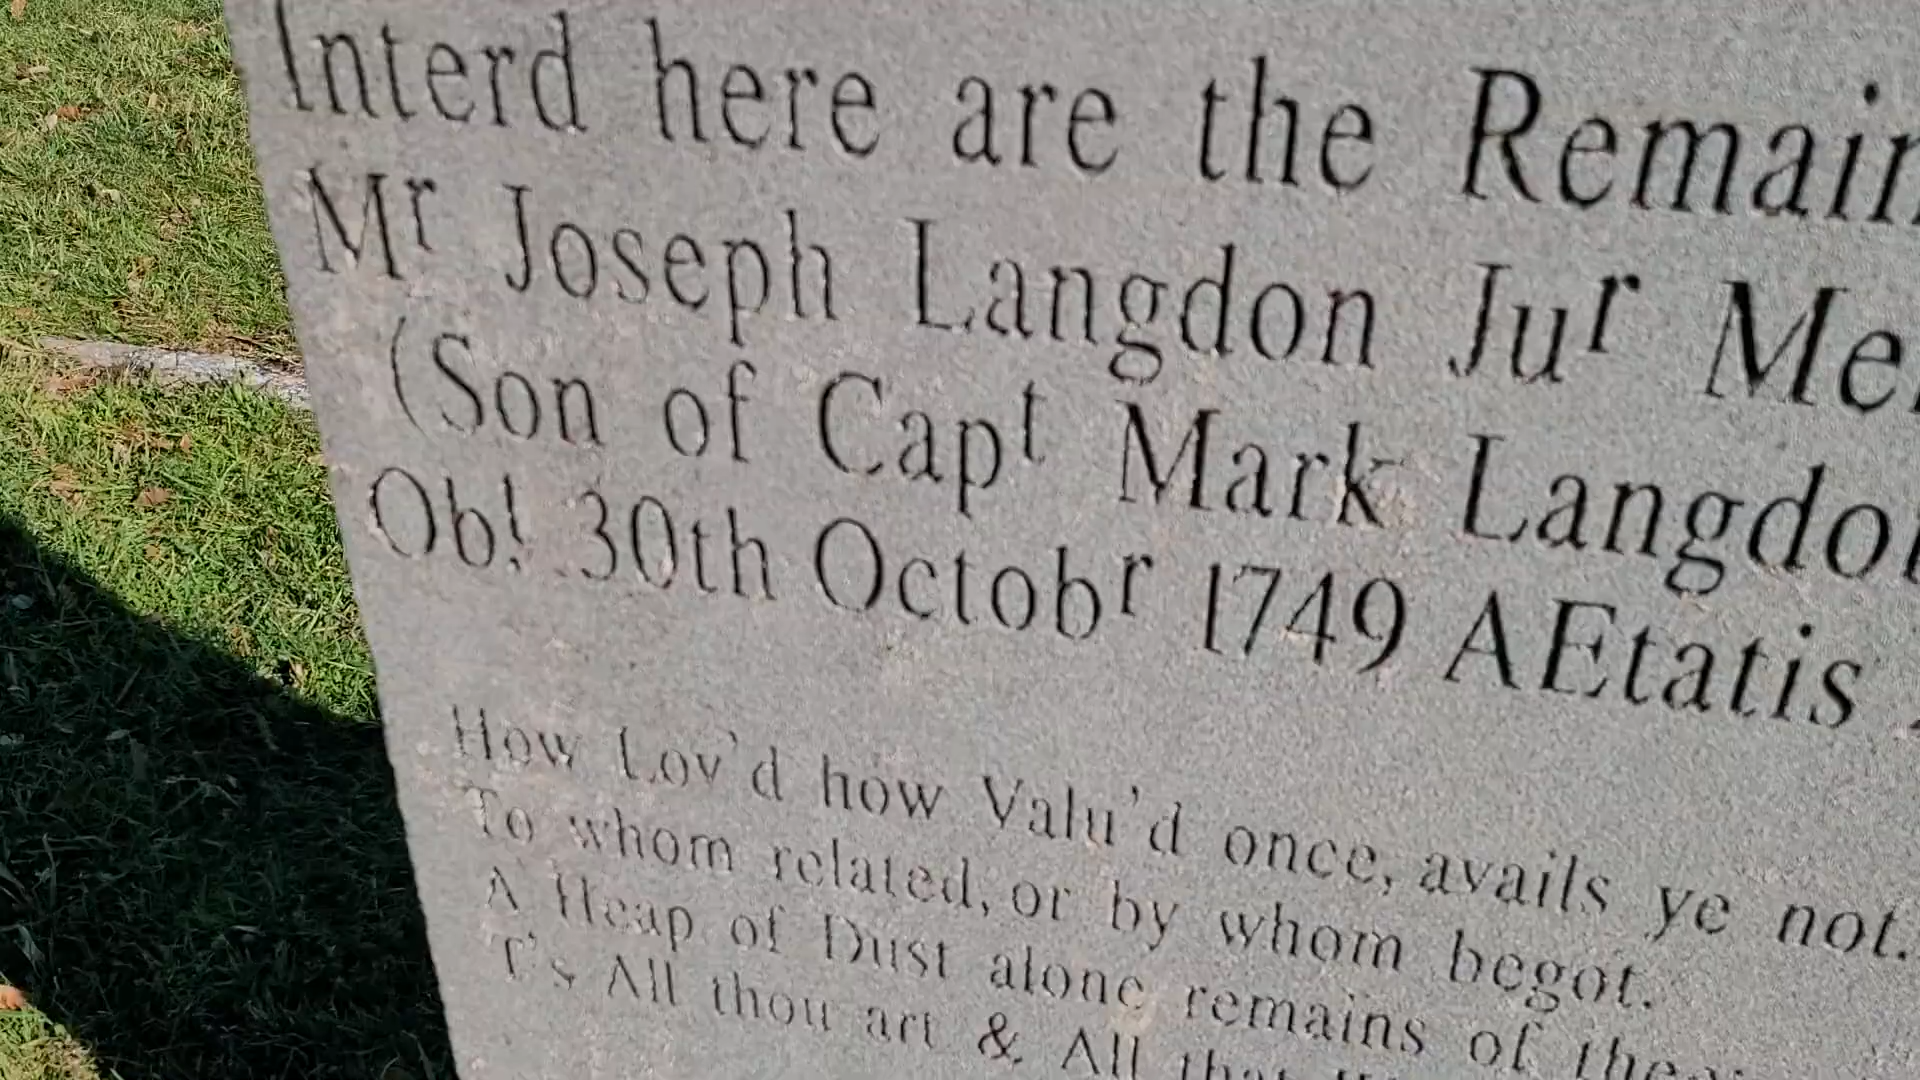 Interd here are the Remain
Mr Joseph Langdon Jur Me
(Son of Capt Mark Langdo
Ob! 30th Octobr 1749 AEtatis
How Lov'd how Valu'd once, avails ye not.
To whom related, or by whom begot.
A Heap of Dust alone remains of thee
T's All thou art & All that